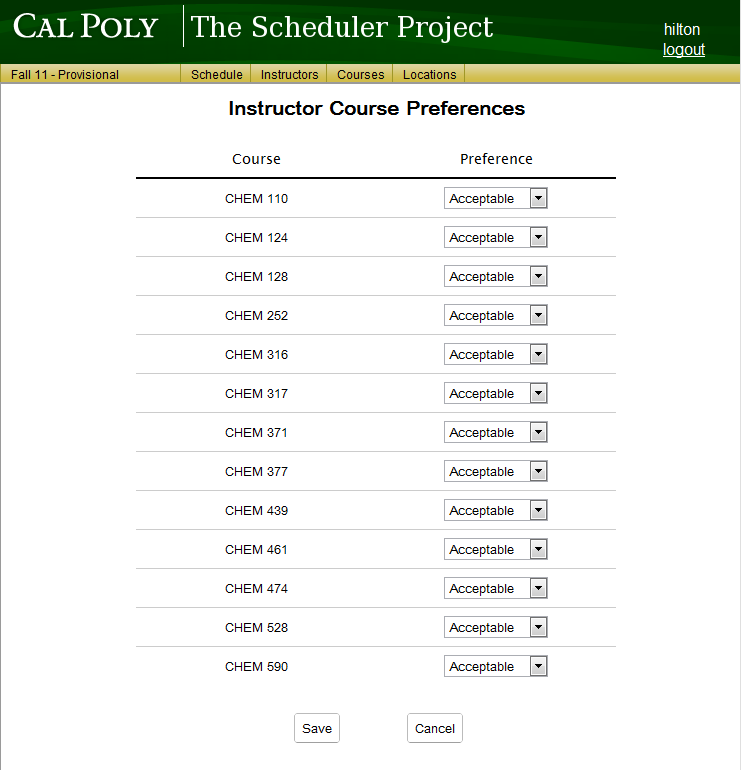 CAL POLY The Scheduler Project
hilton
logout
Fall 11 - Provisional Schedule Instructors Courses Locations
Instructor Course Preferences
Course Preference
CHEM 110 Acceptable
CHEM 124 Acceptable
CHEM 128 Acceptable
CHEM 252 Acceptable
CHEM 316 Acceptable
CHEM 317 Acceptable
CHEM 371 Acceptable
CHEM 377 Acceptable
CHEM 439 Acceptable
CHEM 461 Acceptable
CHEM 474 Acceptable
CHEM 528 Acceptable
CHEM 590 Acceptable
Save Cancel